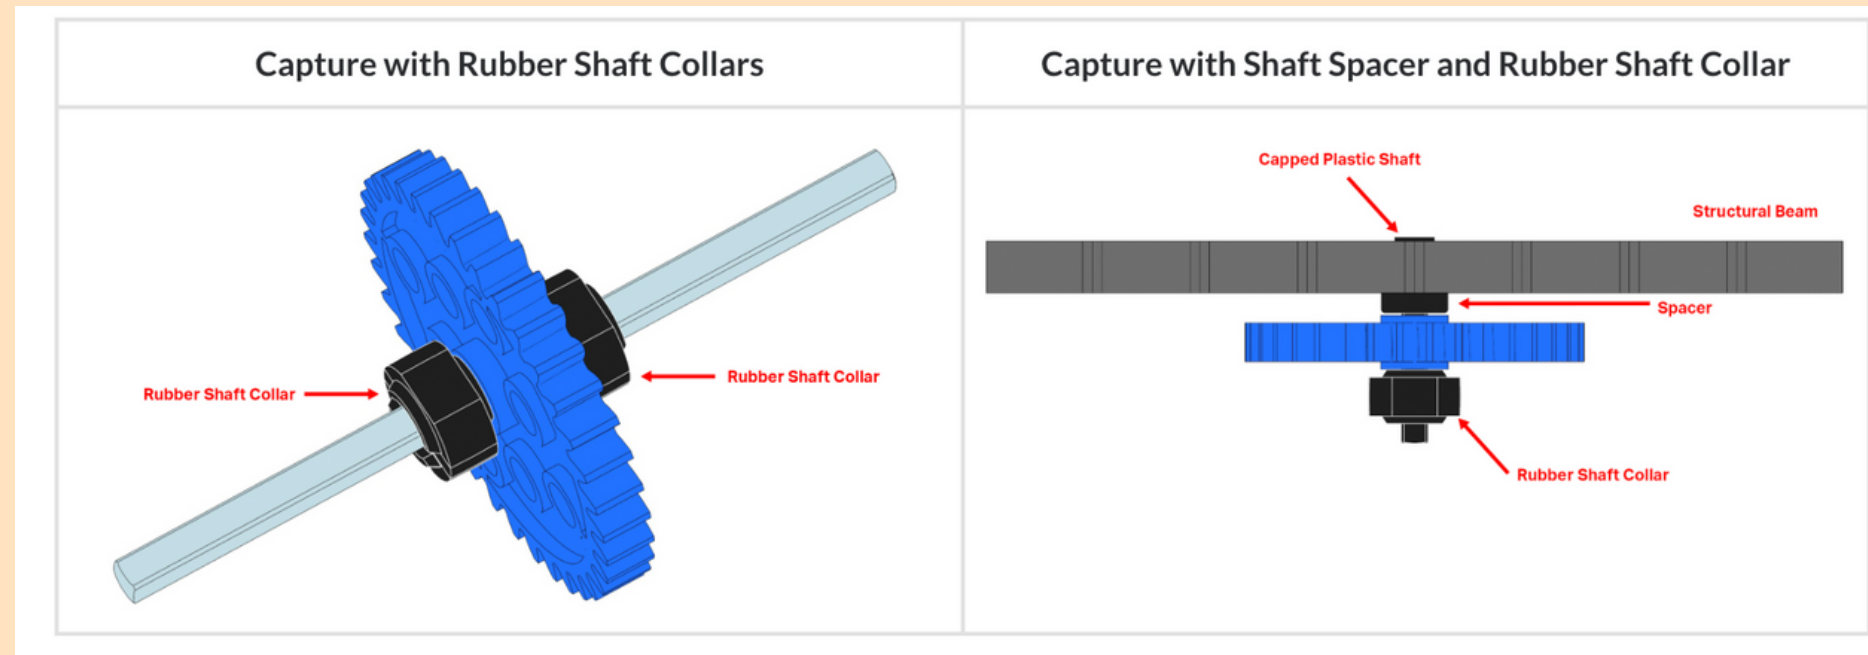 Capture with Rubber Shaft Collars
Capture with Shaft Spacer and Rubber Shaft Collar
Rubber Shaft Collar
Rubber Shaft Collar
Capped Plastic Shaft
Structural Beam
Spacer
Rubber Shaft Collar